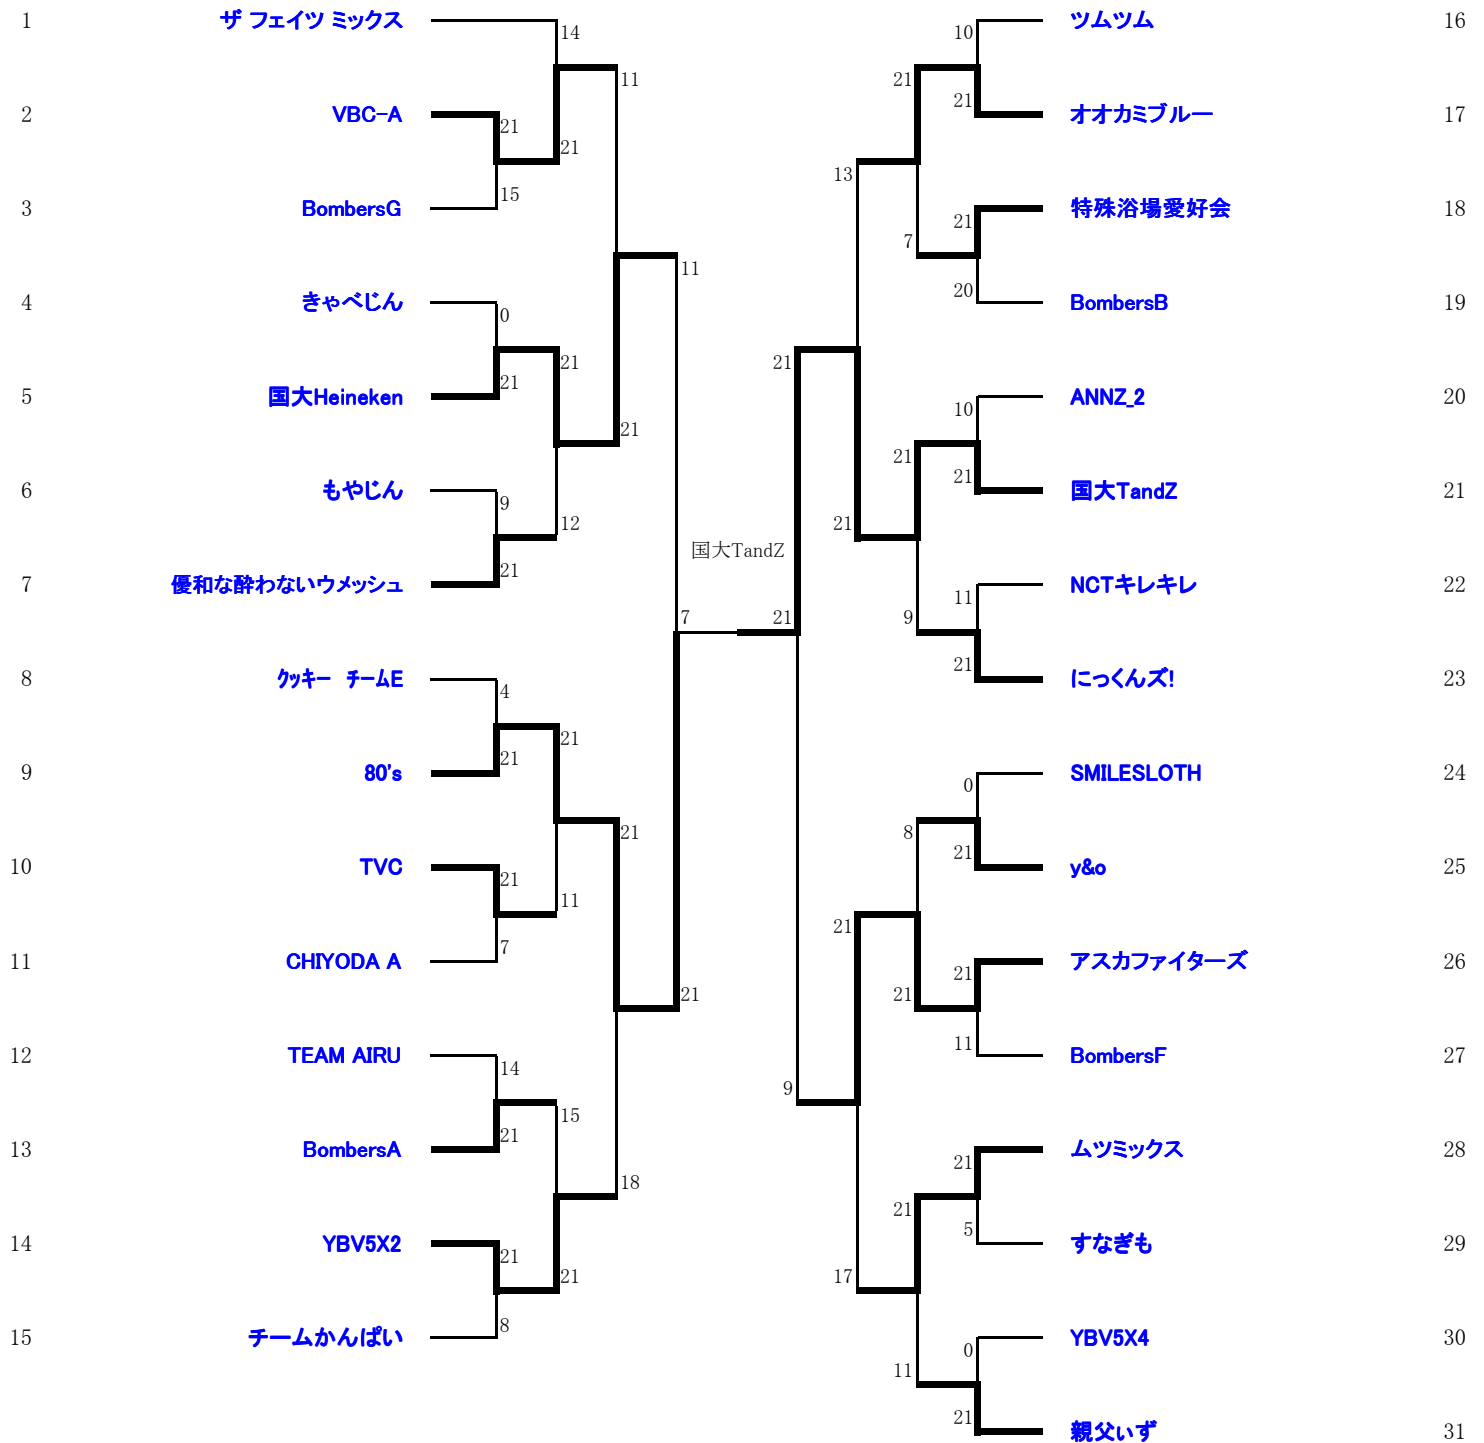 1 ザ フェイツ ミックス 14 10 ツムツム 16
11 21
2 VBC-A 21 21 オオカミブルー 17
21
15 13
3 BombersG 21 特殊浴場愛好会 18
7
11
4 きゃべじん 0 20 BombersB 19
21 21
5 国大Heineken 21 10 ANNZ_2 20
21 21
6 もやじん 9 21 国大TandZ 21
12 21
国大TandZ
7 優和な酔わないウメッシュ 21 11 NCTキレキレ 22
7 21 9
8 クッキー チームE 4 21 にっくんズ! 23
21
9 80's 21 0 SMILESLOTH 24
21 8
10 TVC 21 21 y&o 25
11
21
11 CHIYODA A 7 21 アスカファイターズ 26
21 21
12 TEAM AIRU 14 11 BombersF 27
9
15
13 BombersA 21 21 ムツミックス 28
18
21
14 YBV5X2 21 5 すなぎも 29
21 17
15 チームかんぱい 8 0 YBV5X4 30
11
21 親父ぃず 31